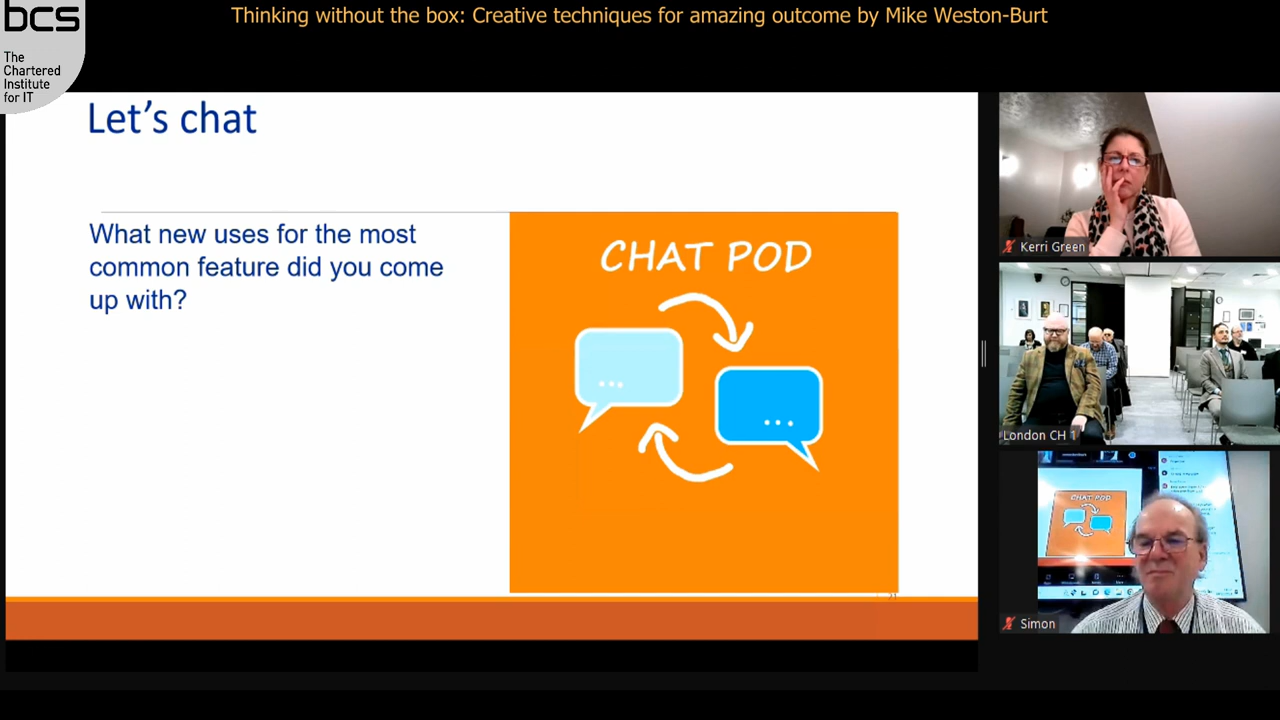 Thinking without the box: Creative techniques for amazing outcome by Mike Weston-Burt
bcs
The
Chartered
Institute
for IT
Let's chat
What new uses for the most
common feature did you come
up with?
CHAT POD
Kerri Green
London CH 1
CHAT POD
Simon